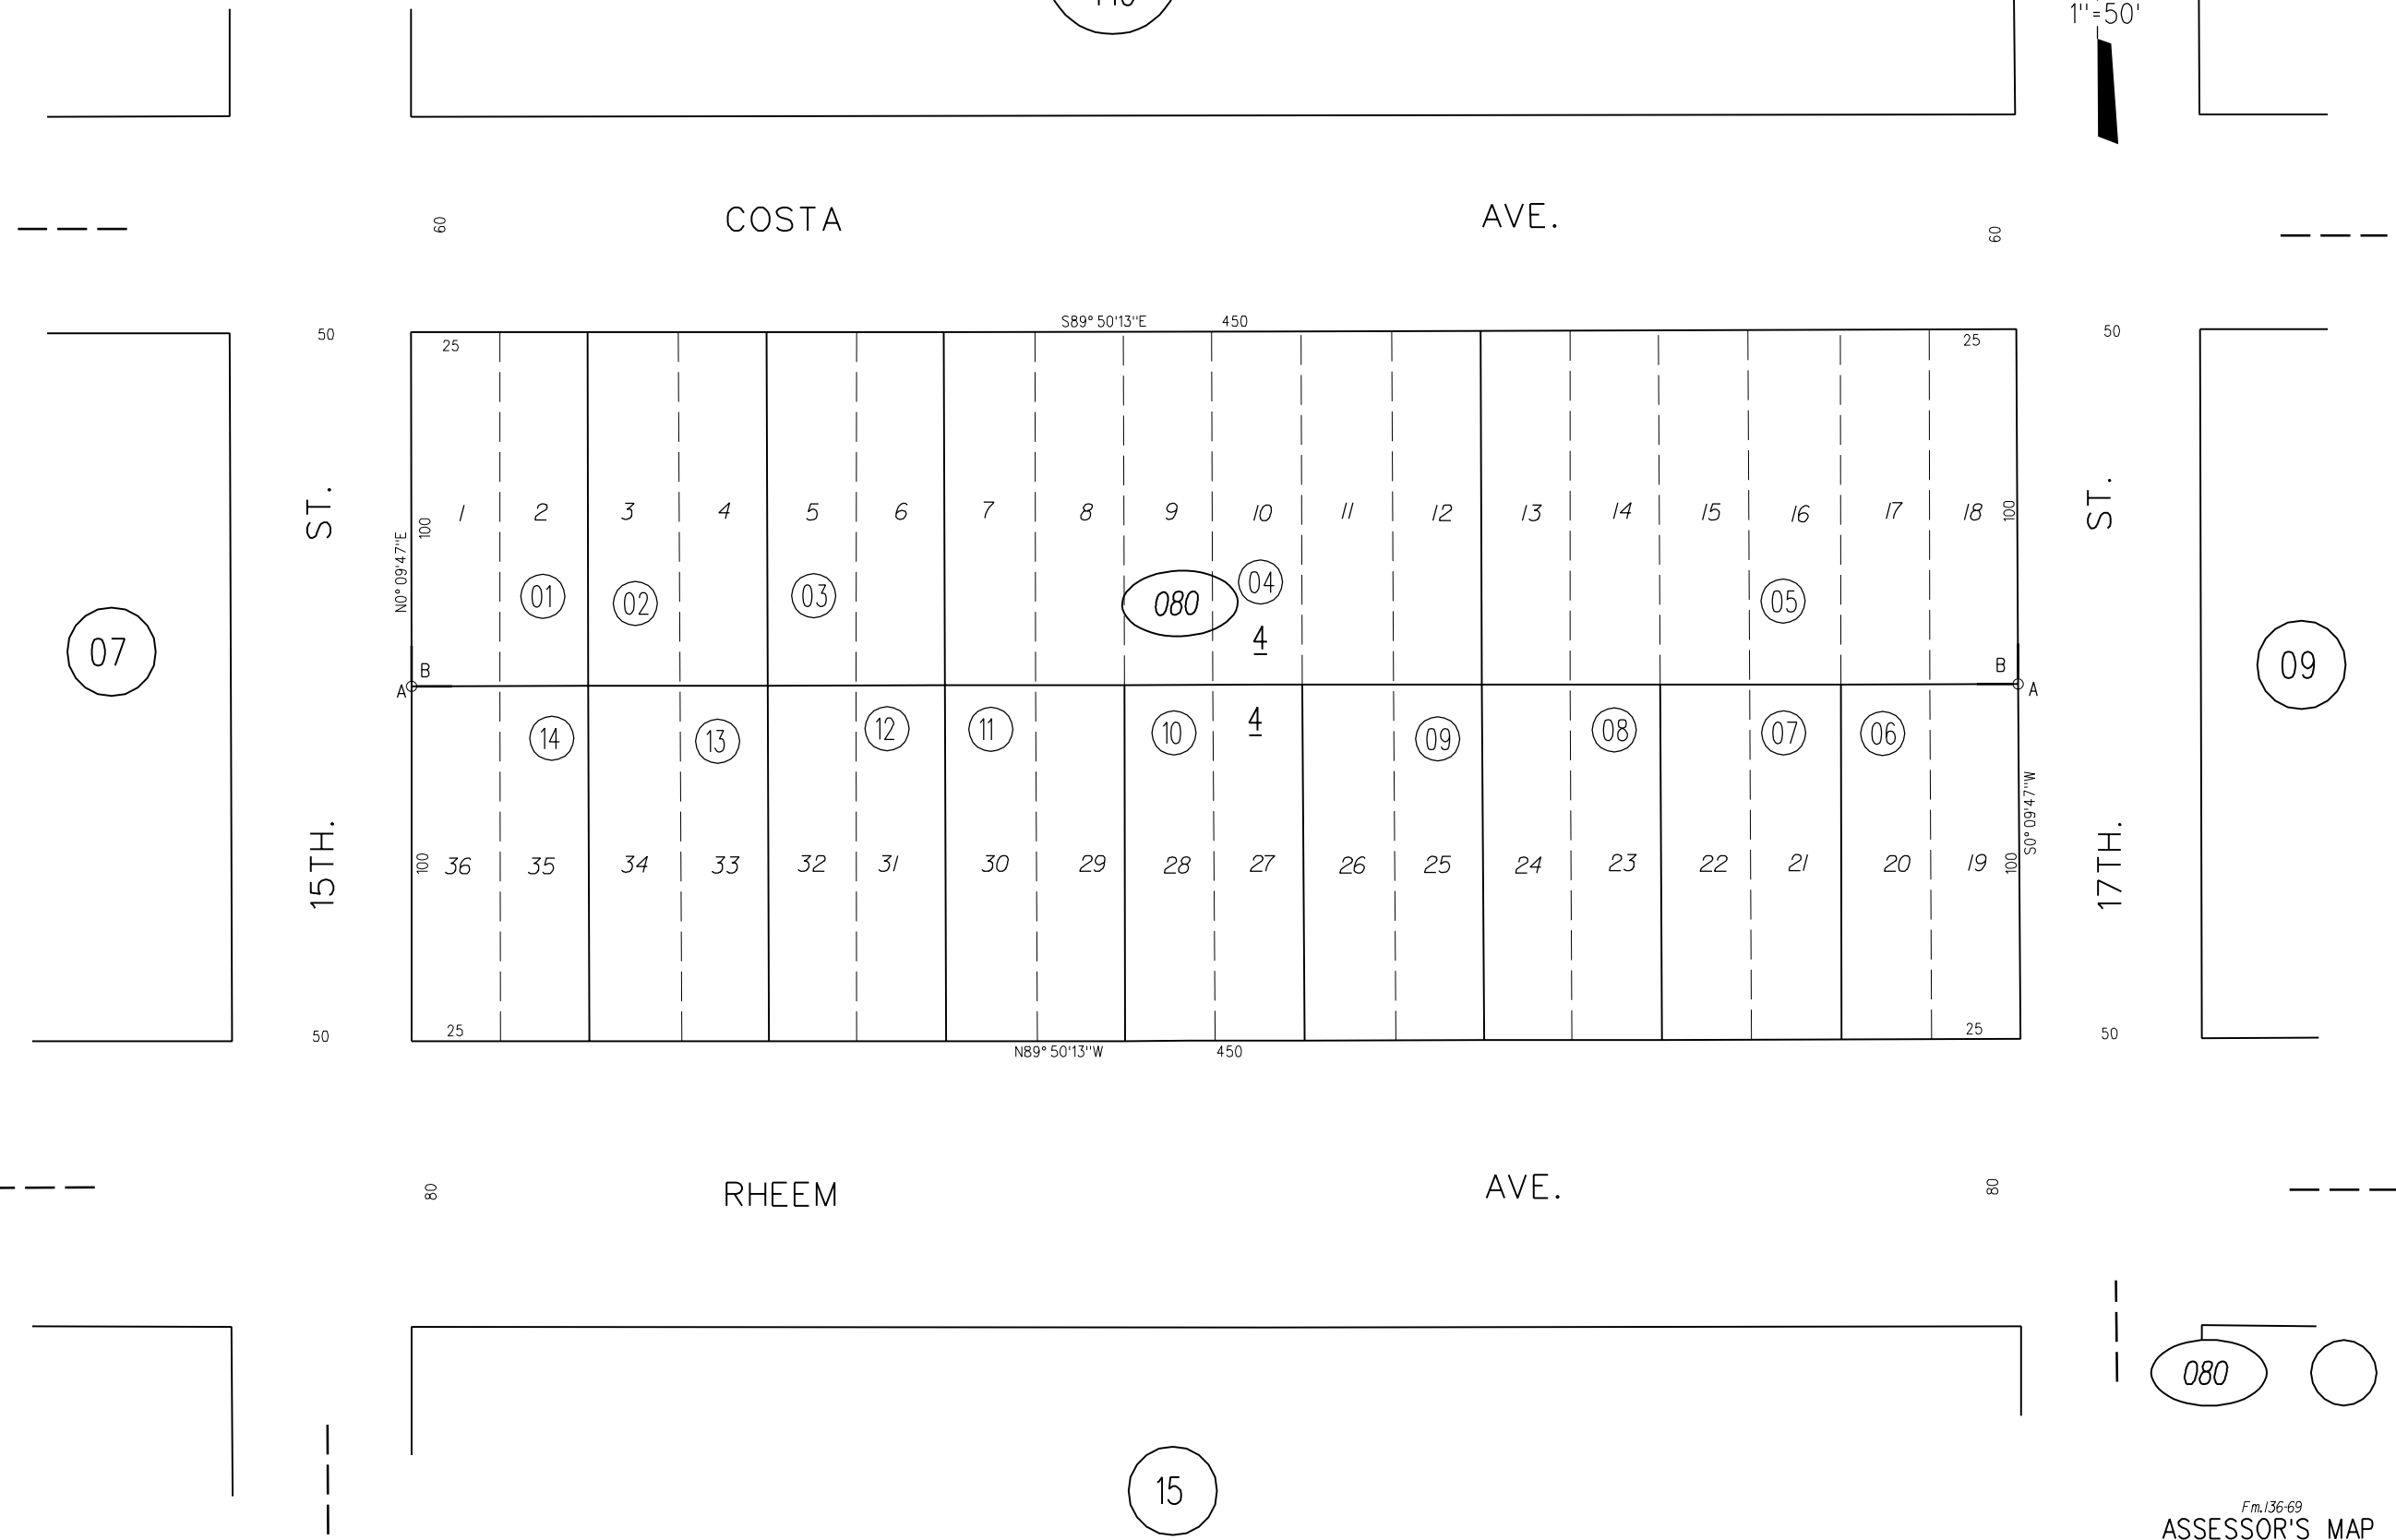 1"=50'
COSTA AVE.
60
60
50
S89°50'13"E 450
50
25
25
ST.
1 2 3 4 5 6 7 8 9 10 11 12 13 14 15 16 17 18
ST.
100
100
N0°09'47"E
01 02 03 080 04 05
4
07
09
B
B
A
A
14 13 12 11 10 4 09 08 07 06
S0°09'47"W
15TH.
17TH.
100
100
36 35 34 33 32 31 30 29 28 27 26 25 24 23 22 21 20 19
25
25
50
N89°50'13"W 450
50
80
RHEEM AVE.
80
080
15
Fm.136-69
ASSESSOR'S MAP